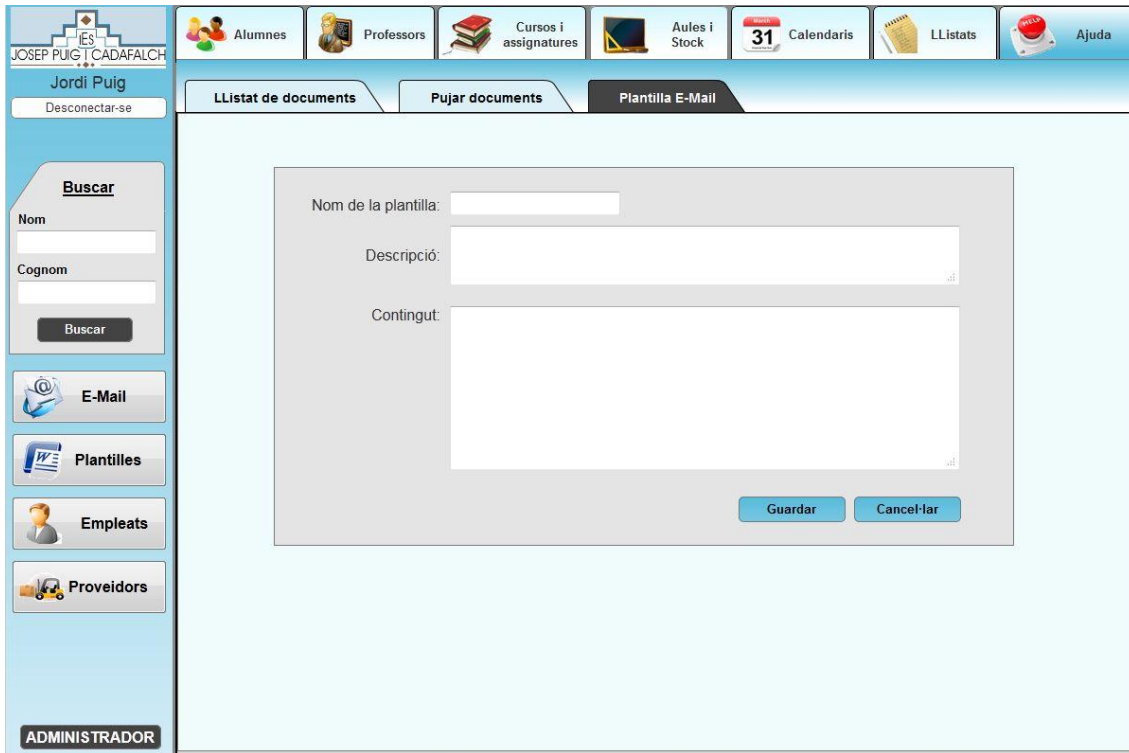 IES
JOSEP PUIG I CADAFALCH
Jordi Puig
Desconectar-se
Alumnes
Professors
Cursos i
assignatures
Aules i
Stock
March
31
Calendaris
LListats
HELP
Ajuda
LListat de documents
Pujar documents
Plantilla E-Mail
Buscar
Nom
Cognom
Buscar
@
E-Mail
W
Plantilles
Empleats
Proveidors
ADMINISTRADOR
Nom de la plantilla:
Descripció:
Contingut:
Guardar
Cancel·lar